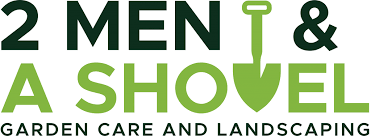 2 MEN &
A SHOVEL
GARDEN CARE AND LANDSCAPING